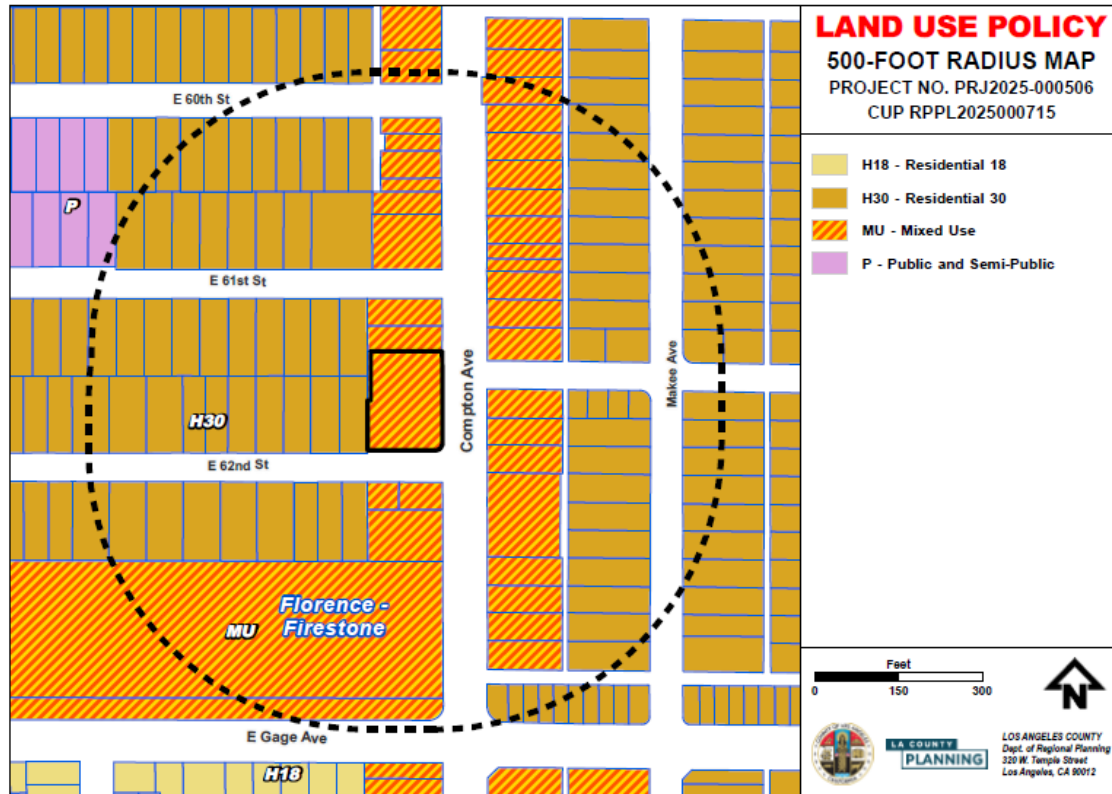 LAND USE POLICY
500-FOOT RADIUS MAP
PROJECT NO. PRJ2025-000506
CUP RPPL2025000715
H18 - Residential 18
H30 - Residential 30
MU - Mixed Use
P - Public and Semi-Public
E 60th St
P
E 61st St
Compton Ave
Makee Ave
H30
E 62nd St
Florence -
Firestone
MU
E Gage Ave
H18
Feet
0 150 300
N
LA COUNTY
PLANNING
LOS ANGELES COUNTY
Dept. of Regional Planning
320 W. Temple Street
Los Angeles, CA 90012